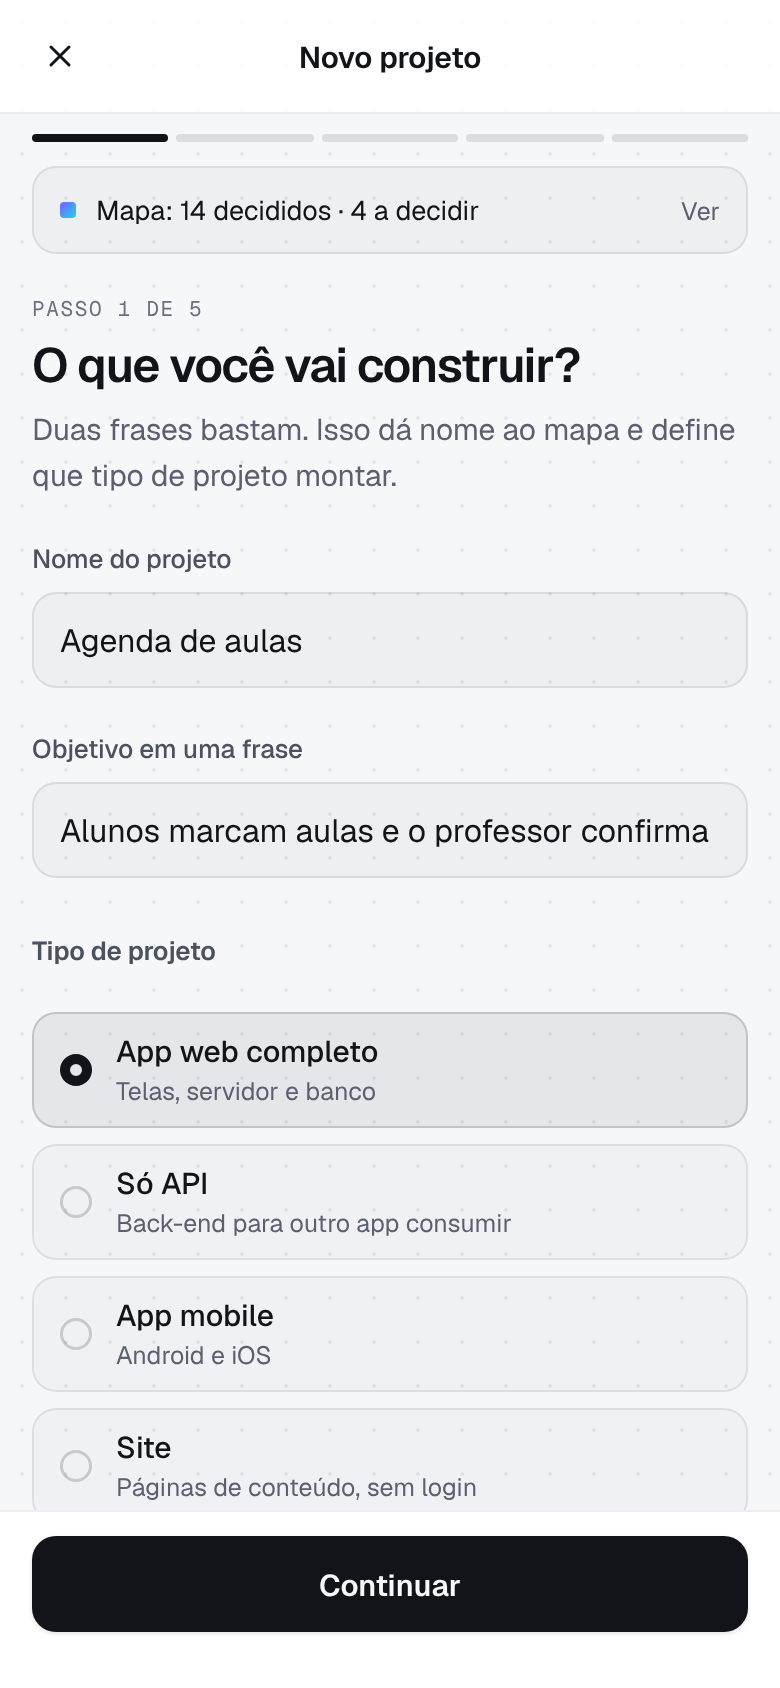 Novo projeto
Mapa: 14 decididos · 4 a decidir
Ver
PASSO 1 DE 5
O que você vai construir?
Duas frases bastam. Isso dá nome ao mapa e define
que tipo de projeto montar.
Nome do projeto
Agenda de aulas
Objetivo em uma frase
Alunos marcam aulas e o professor confirma
Tipo de projeto
App web completo
Telas, servidor e banco
Só API
Back-end para outro app consumir
App mobile
Android e iOS
Site
Páginas de conteúdo, sem login
Continuar